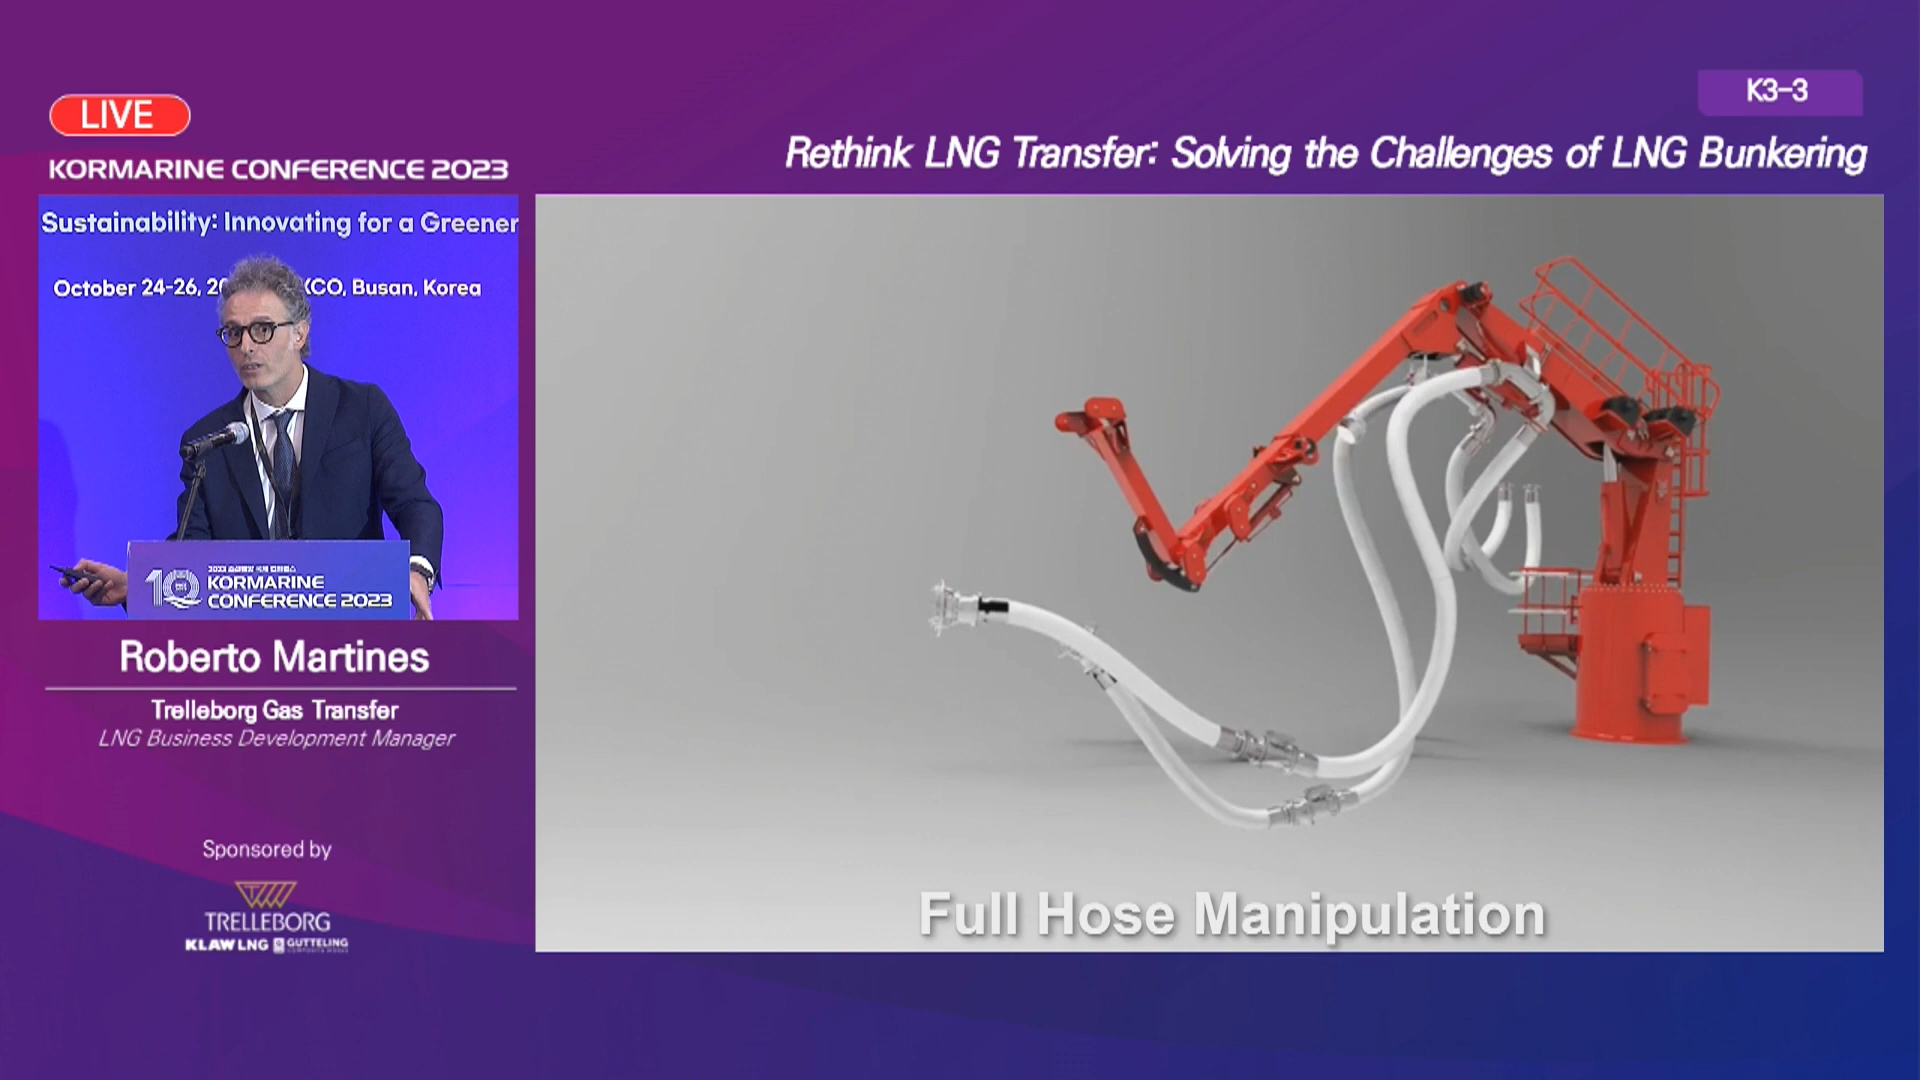 LIVE
KORMARINE CONFERENCE 2023
K3-3
Rethink LNG Transfer: Solving the Challenges of LNG Bunkering
Sustainability: Innovating for a Greener
October 24-26, 20 XCO, Busan, Korea
10
KORMARINE
CONFERENCE 2023
Roberto Martines
Trelleborg Gas Transfer
LNG Business Development Manager
Sponsored by
TRELLEBORG
KLAW LNG GUTTELING
Full Hose Manipulation